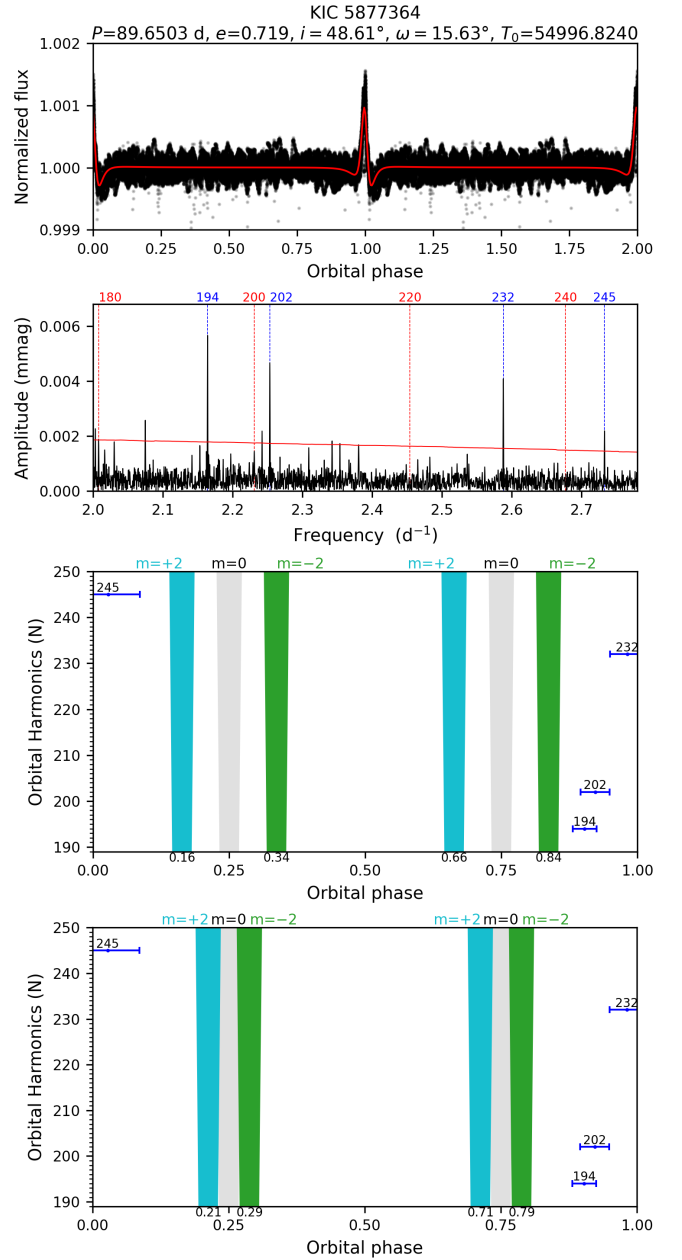 KIC 5877364
P=89.6503 d, e=0.719, i=48.61°, ω=15.63°, T₀=54996.8240
1.002
1.001
1.000
0.999
Normalized flux
0.00 0.25 0.50 0.75 1.00 1.25 1.50 1.75 2.00
Orbital phase
180 194 200 202 220 232 240 245
0.006
0.004
0.002
0.000
Amplitude (mmag)
2.0 2.1 2.2 2.3 2.4 2.5 2.6 2.7
Frequency (d⁻¹)
m=+2 m=0 m=−2 m=+2 m=0 m=−2
250
240
230
220
210
200
190
Orbital Harmonics (N)
245
232
202
194
0.16 0.34 0.66 0.84
0.00 0.25 0.50 0.75 1.00
Orbital phase
m=+2 m=0 m=−2 m=+2 m=0 m=−2
250
240
230
220
210
200
190
Orbital Harmonics (N)
245
232
202
194
0.21 0.29 0.71 0.79
0.00 0.25 0.50 0.75 1.00
Orbital phase